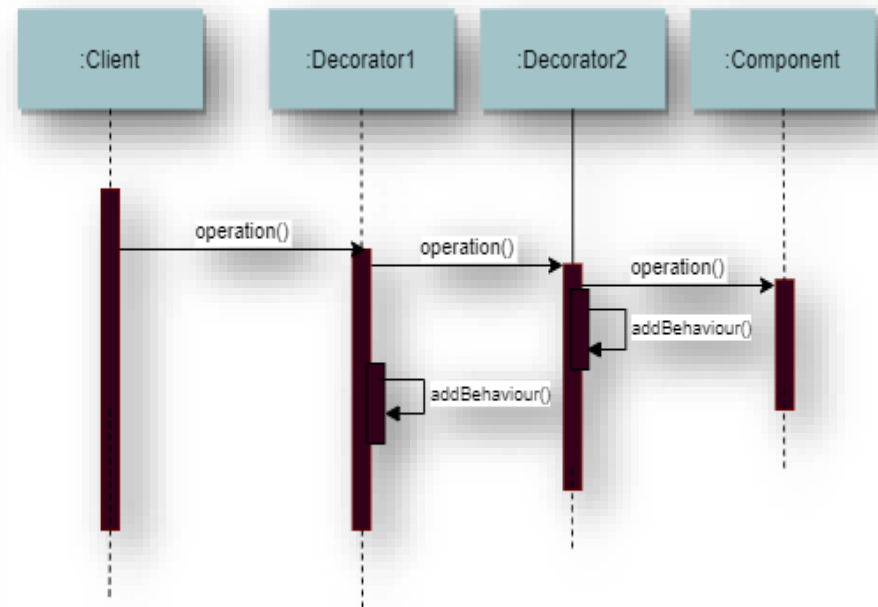 :Client
:Decorator1
:Decorator2
:Component
operation()
operation()
operation()
addBehaviour()
addBehaviour()